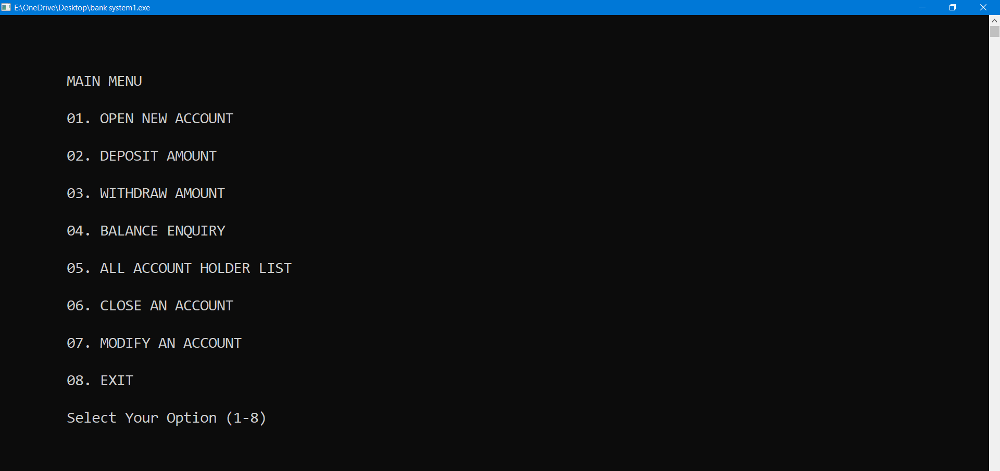 E:\OneDrive\Desktop\bank system1.exe
MAIN MENU
01. OPEN NEW ACCOUNT
02. DEPOSIT AMOUNT
03. WITHDRAW AMOUNT
04. BALANCE ENQUIRY
05. ALL ACCOUNT HOLDER LIST
06. CLOSE AN ACCOUNT
07. MODIFY AN ACCOUNT
08. EXIT
Select Your Option (1-8)